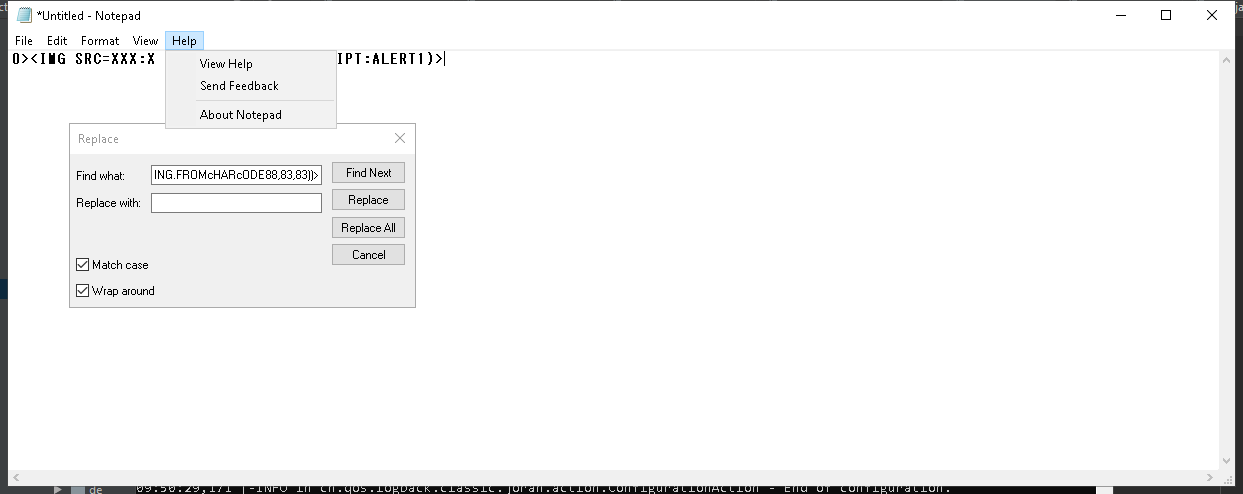 *Untitled - Notepad
File Edit Format View Help
0><IMG SRC=XXX:X IPT:ALERT1)>
View Help
Send Feedback
About Notepad
Replace
Find what: ING.FROMcHARcODE88,83,83))> Find Next
Replace with: Replace
Replace All
Cancel
Match case
Wrap around
de 09:50:29,171 |-INFO in ch.qos.logback.classic.joran.action.ConfigurationAction - End of configuration.